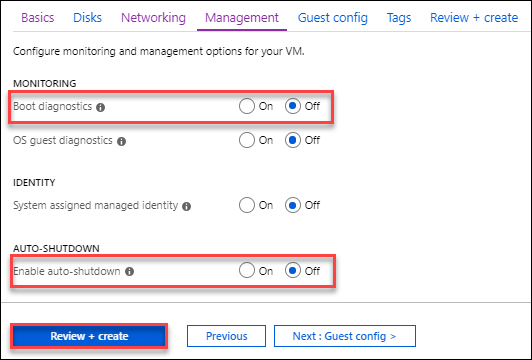 Basics Disks Networking Management Guest config Tags Review + create
Configure monitoring and management options for your VM.
MONITORING
Boot diagnostics On Off
OS guest diagnostics On Off
IDENTITY
System assigned managed identity On Off
AUTO-SHUTDOWN
Enable auto-shutdown On Off
Review + create Previous Next : Guest config >